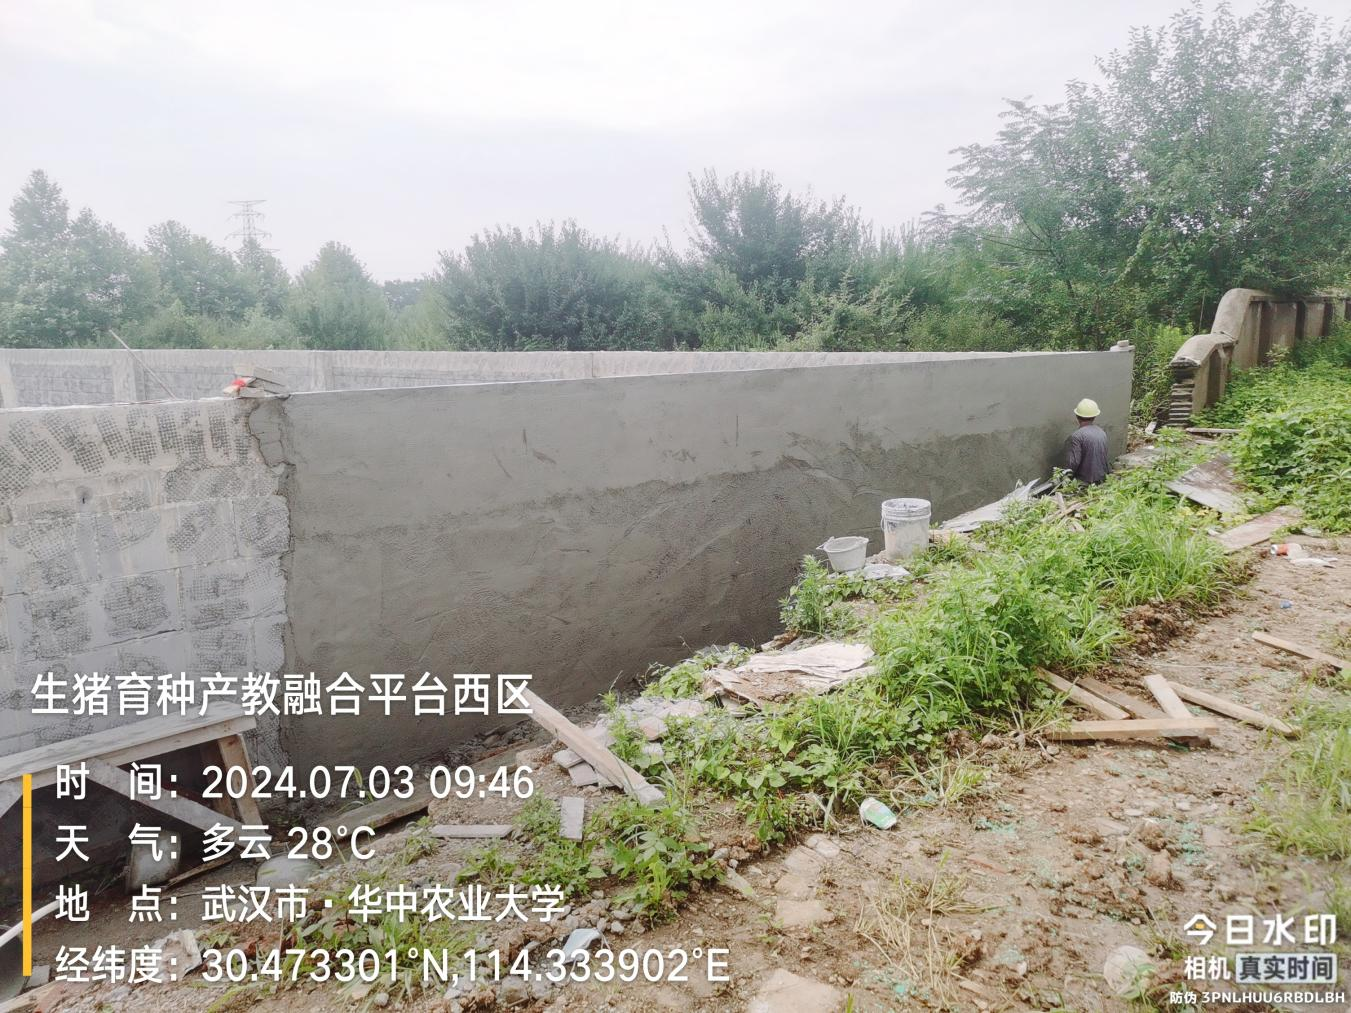 生猪育种产教融合平台西区
时 间：2024.07.03 09:46
天 气：多云 28°C
地 点：武汉市·华中农业大学
经纬度：30.473301°N,114.333902°E
今日水印
相机 真实时间
防伪 3PNLHUU6RBDLBH